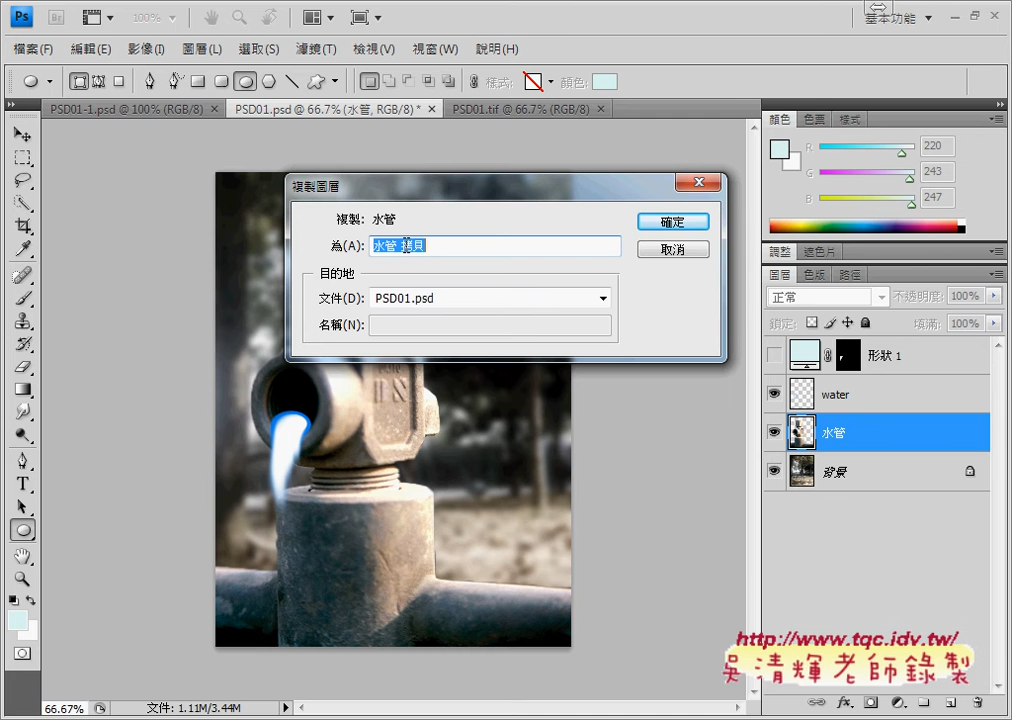 Ps
Br
100%
基本功能
檔案(F) 編輯(E) 影像(I) 圖層(L) 選取(S) 濾鏡(T) 檢視(V) 視窗(W) 說明(H)
樣式:
顏色:
PSD01-1.psd @ 100% (RGB/8)
PSD01.psd @ 66.7% (水管, RGB/8) *
PSD01.tif @ 66.7% (RGB/8)
顏色 色票 樣式
R 220
G 243
B 247
調整 遮色片
圖層 色版 路徑
正常
不透明度: 100%
鎖定:
填滿: 100%
形狀 1
water
水管
背景
複製圖層
複製: 水管
為(A): 水管 拷貝
確定
取消
目的地
文件(D): PSD01.psd
名稱(N):
http://www.tqc.idv.tw/
吳清輝老師錄製
66.67%
文件: 1.11M/3.44M